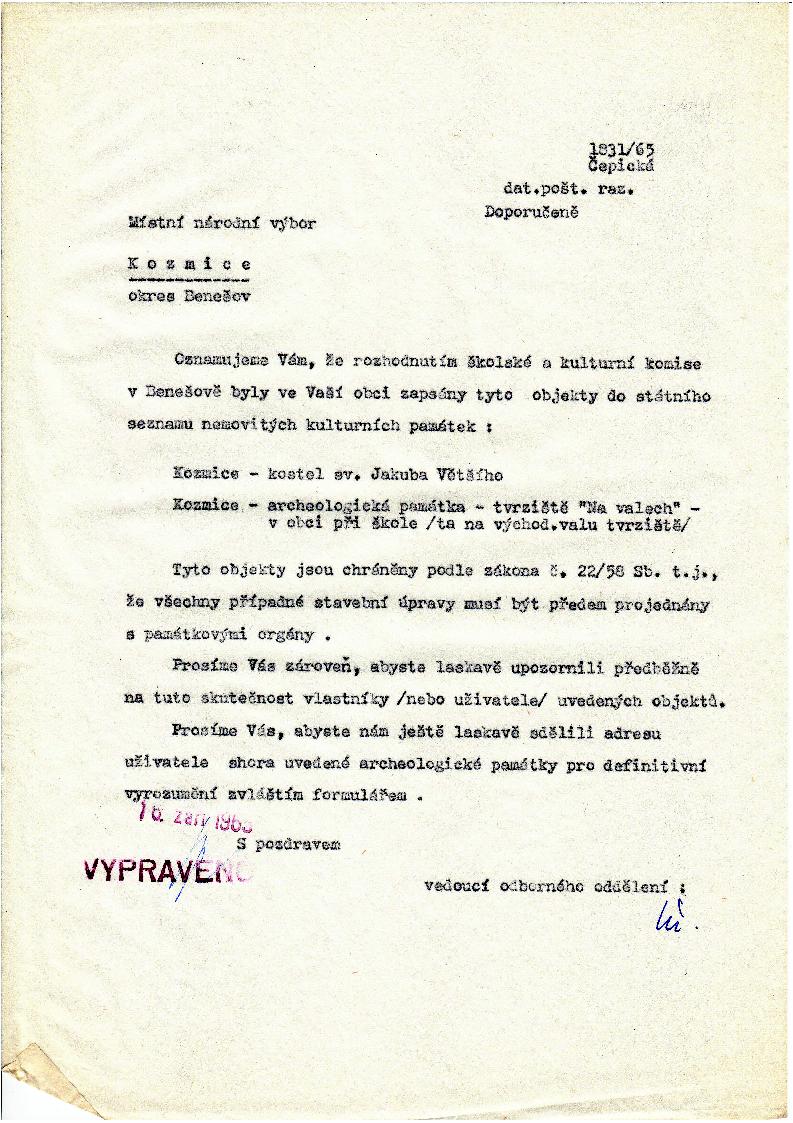 1831/65
Čepická
dat.pošt. raz.
Doporučeně
Místní národní výbor
K o z m i c e
okres Benešov
Oznamujeme Vám, že rozhodnutím školské a kulturní komise
v Benešově byly ve Vaší obci zapsány tyto objekty do státního
seznamu nemovitých kulturních památek :
Kozmice - kostel sv. Jakuba Většího
Kozmice - archeologická památka - tvrziště "Na valech" -
v obci při škole /ta na východ.valu tvrziště/
Tyto objekty jsou chráněny podle zákona č. 22/58 Sb. t.j.,
že všechny případné stavební úpravy musí být předem projednány
s památkovými orgány .
Prosíme Vás zároveň, abyste laskavě upozornili předběžně
na tuto skutečnost vlastníky /nebo uživatele/ uvedených objektů.
Prosíme Vás, abyste nám ještě laskavě sdělili adresu
uživatele shora uvedené archeologické památky pro definitivní
vyrozumění zvláštím formulářem .
16. září 1965
S pozdravem
VYPRAVENO
vedoucí odborného oddělení :